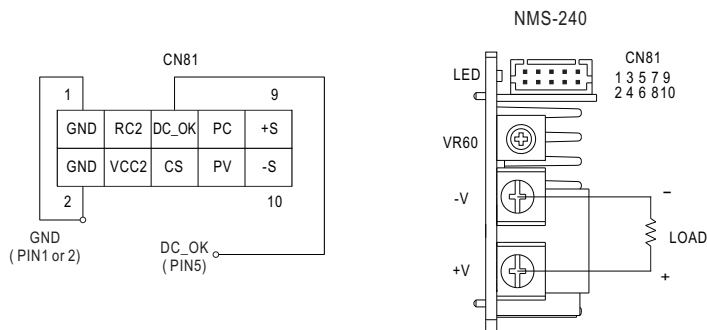 NMS-240
CN81
1 9
GND RC2 DC_OK PC +S
GND VCC2 CS PV -S
2 10
GND
(PIN1 or 2)
DC_OK
(PIN5)
LED
CN81
1 3 5 7 9
2 4 6 8 10
VR60
-V
+V
–
LOAD
+